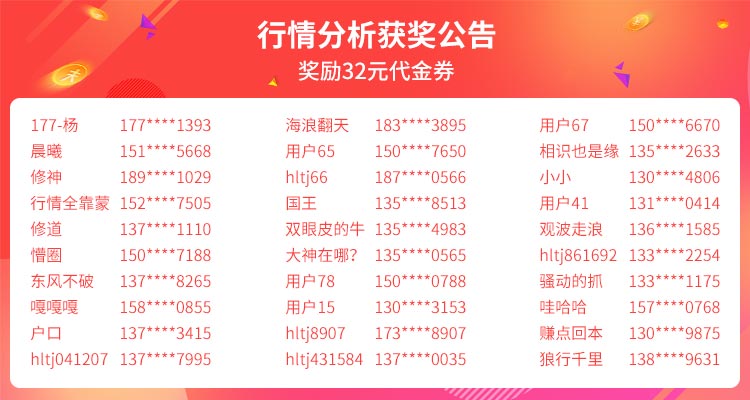 行情分析获奖公告
奖励32元代金券
177-杨 177****1393 海浪翻天 183****3895 用户67 150****6670
晨曦 151****5668 用户65 150****7650 相识也是缘 135****2633
修神 189****1029 hltj66 187****0566 小小 130****4806
行情全靠蒙 152****7505 国王 135****8513 用户41 131****0414
修道 137****1110 双眼皮的牛 135****4983 观波走浪 136****1585
懵圈 150****7188 大神在哪? 135****0565 hltj861692 133****2254
东风不破 137****8265 用户78 150****0788 骚动的抓 133****1175
嘎嘎嘎 158****0855 用户15 130****3153 哇哈哈 157****0768
户口 137****3415 hltj8907 173****8907 赚点回本 130****9875
hltj041207 137****7995 hltj431584 137****0035 狼行千里 138****9631